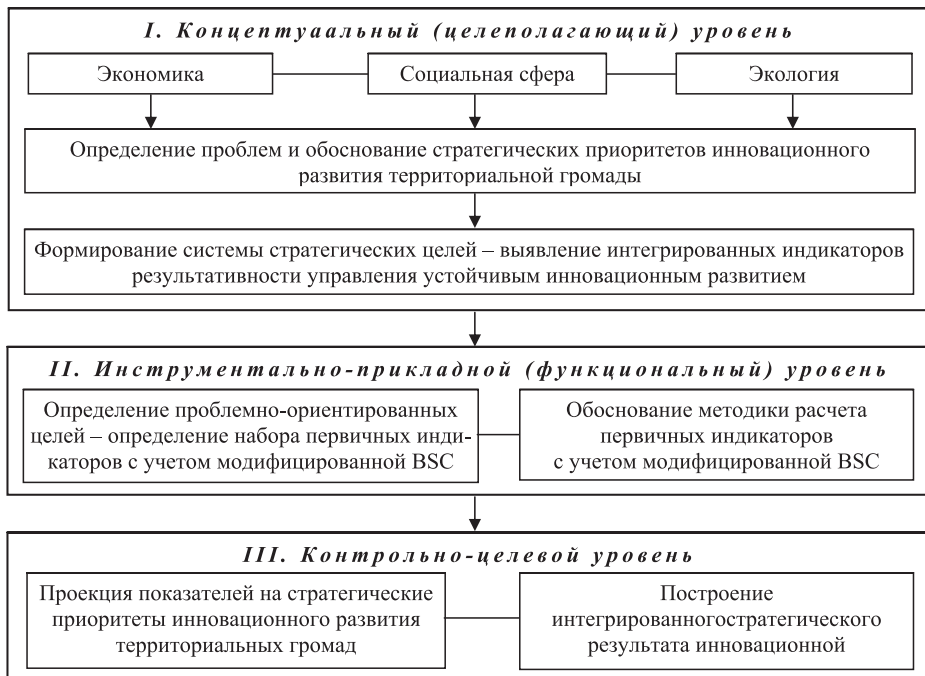 I. Концептуаальный (целеполагающий) уровень
Экономика
Социальная сфера
Экология
Определение проблем и обоснование стратегических приоритетов инновационного
развития территориальной громады
Формирование системы стратегических целей – выявление интегрированных индикаторов
результативности управления устойчивым инновационным развитием
II. Инструментально-прикладной (функциональный) уровень
Определение проблемно-ориентированных
целей – определение набора первичных инди-
каторов с учетом модифицированной BSC
Обоснование методики расчета
первичных индикаторов
с учетом модифицированной BSC
III. Контрольно-целевой уровень
Проекция показателей на стратегические
приоритеты инновационного развития
территориальных громад
Построение
интегрированногостратегического
результата инновационной